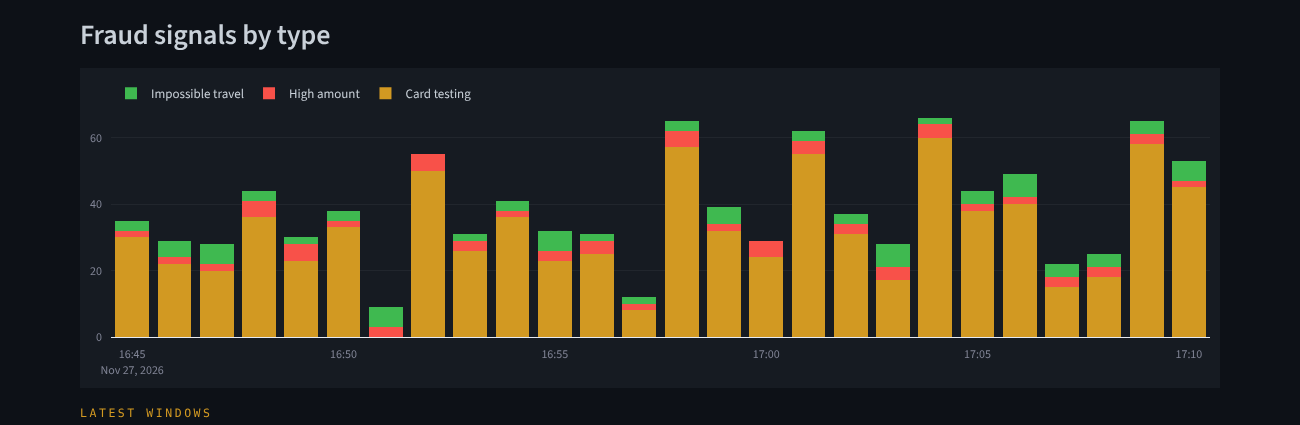 Fraud signals by type
Impossible travel High amount Card testing
60
40
20
0
16:45 16:50 16:55 17:00 17:05 17:10
Nov 27, 2026
LATEST WINDOWS